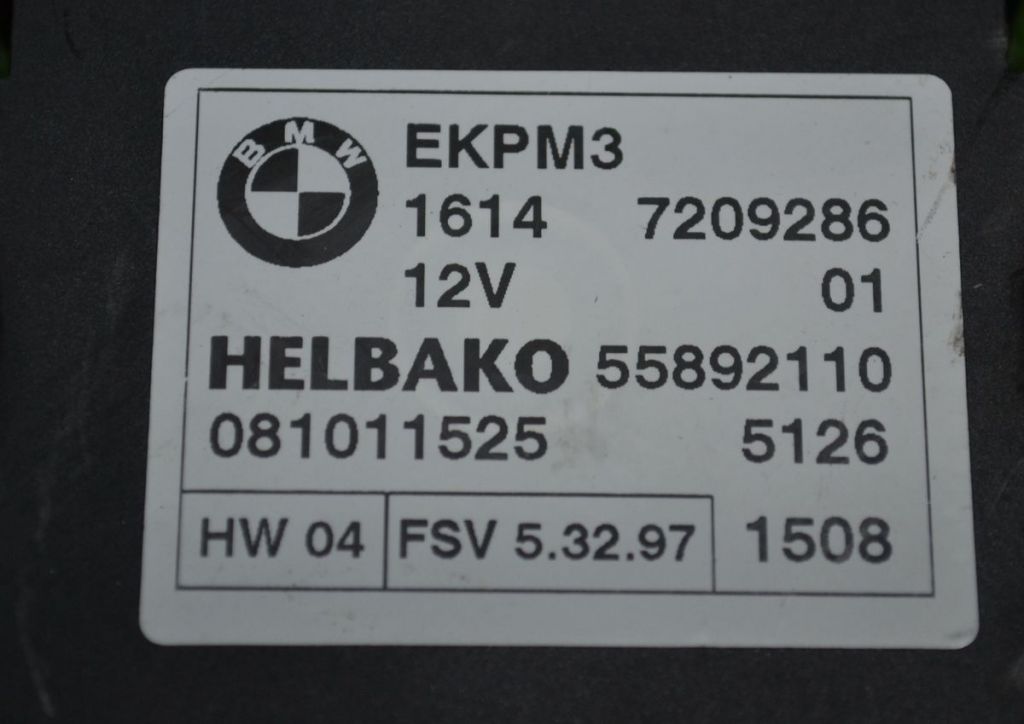 BMW
EKPM3
1614 7209286
12V 01
HELBAKO 55892110
081011525 5126
HW 04 FSV 5.32.97 1508